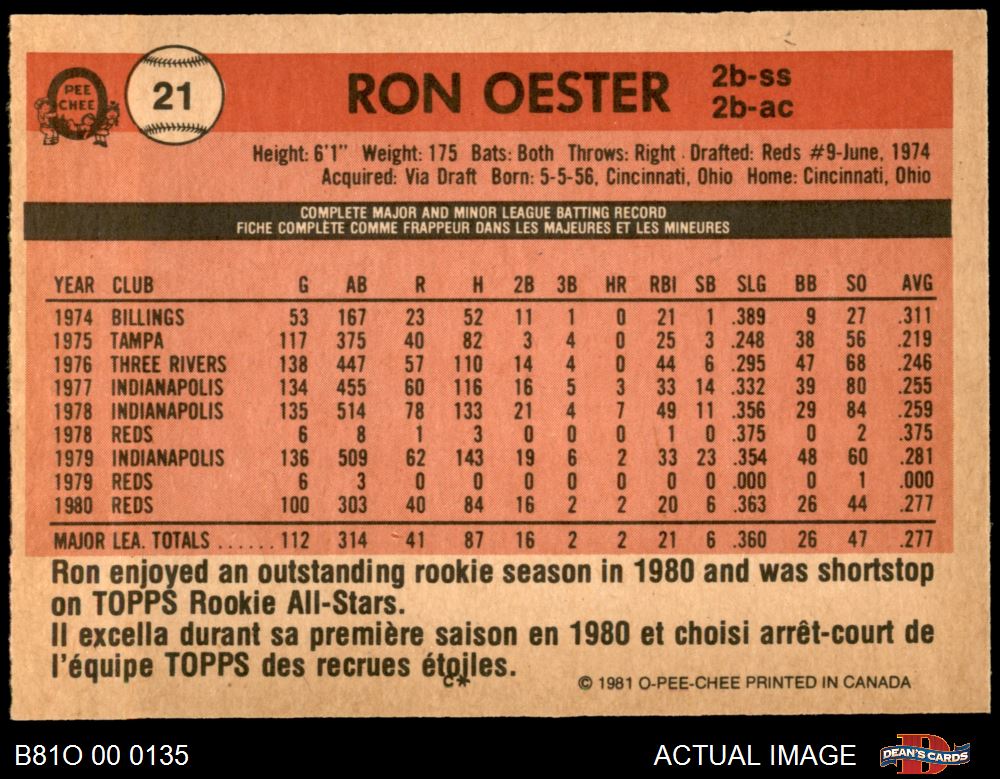 PEE
CHEE
21
RON OESTER
2b-ss
2b-ac
Height: 6'1" Weight: 175 Bats: Both Throws: Right Drafted: Reds #9-June, 1974
Acquired: Via Draft Born: 5-5-56, Cincinnati, Ohio Home: Cincinnati, Ohio
COMPLETE MAJOR AND MINOR LEAGUE BATTING RECORD
FICHE COMPLÈTE COMME FRAPPEUR DANS LES MAJEURES ET LES MINEURES
YEAR CLUB G AB R H 2B 3B HR RBI SB SLG BB SO AVG
1974 BILLINGS 53 167 23 52 11 1 0 21 1 .389 9 27 .311
1975 TAMPA 117 375 40 82 3 4 0 25 3 .248 38 56 .219
1976 THREE RIVERS 138 447 57 110 14 4 0 44 6 .295 47 68 .246
1977 INDIANAPOLIS 134 455 60 116 16 5 3 33 14 .332 39 80 .255
1978 INDIANAPOLIS 135 514 78 133 21 4 7 49 11 .356 29 84 .259
1978 REDS 6 8 1 3 0 0 0 1 0 .375 0 2 .375
1979 INDIANAPOLIS 136 509 62 143 19 6 2 33 23 .354 48 60 .281
1979 REDS 6 3 0 0 0 0 0 0 0 .000 0 1 .000
1980 REDS 100 303 40 84 16 2 2 20 6 .363 26 44 .277
MAJOR LEA. TOTALS ...... 112 314 41 87 16 2 2 21 6 .360 26 47 .277
Ron enjoyed an outstanding rookie season in 1980 and was shortstop
on TOPPS Rookie All-Stars.
Il excella durant sa première saison en 1980 et choisi arrêt-court de
l'équipe TOPPS des recrues étoiles.
C*
© 1981 O-PEE-CHEE PRINTED IN CANADA
B81O 00 0135
ACTUAL IMAGE
DEAN'S CARDS